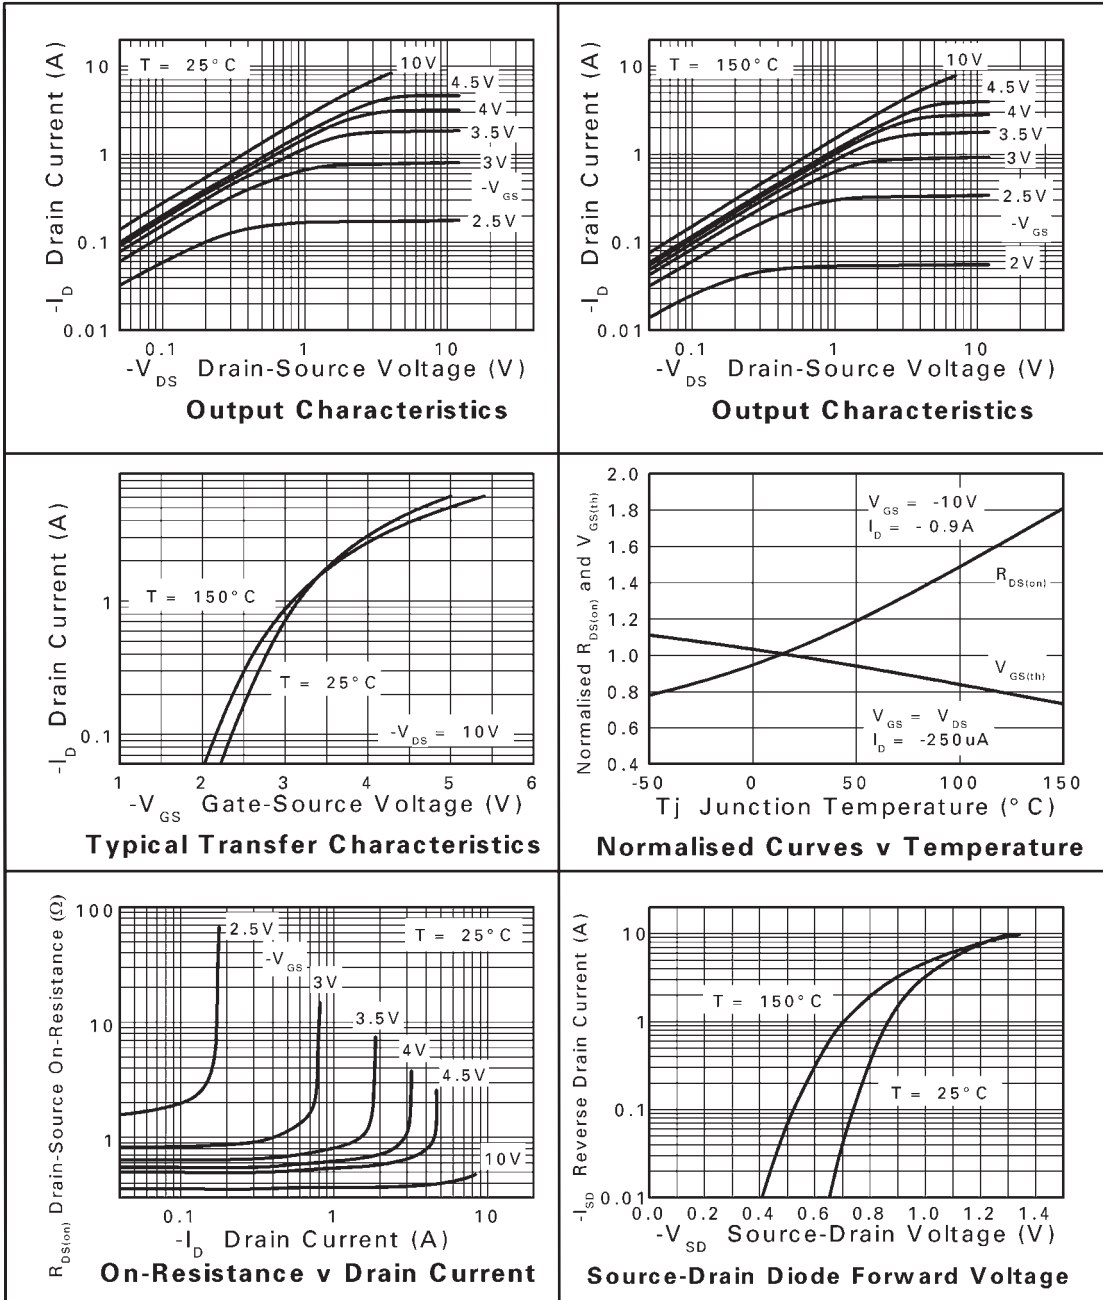 T = 25°C
10V
4.5V
4V
3.5V
3V
-VGS
2.5V
10
1
0.1
0.01
-ID Drain Current (A)
0.1 1 10
-VDS Drain-Source Voltage (V)
Output Characteristics
T = 150°C
10V
4.5V
4V
3.5V
3V
2.5V
-VGS
2V
10
1
0.1
0.01
-ID Drain Current (A)
0.1 1 10
-VDS Drain-Source Voltage (V)
Output Characteristics
-ID Drain Current (A)
1
0.1
T = 150°C
T = 25°C
-VDS = 10V
1 2 3 4 5 6
-VGS Gate-Source Voltage (V)
Typical Transfer Characteristics
Normalised RDS(on) and VGS(th)
2.0
1.8
1.6
1.4
1.2
1.0
0.8
0.6
0.4
VGS = -10V
ID = -0.9A
RDS(on)
VGS(th)
VGS = VDS
ID = -250uA
-50 0 50 100 150
Tj Junction Temperature (°C)
Normalised Curves v Temperature
RDS(on) Drain-Source On-Resistance (Ω)
100
10
1
2.5V
T = 25°C
-VGS
3V
3.5V
4V
4.5V
10V
0.1 1 10
-ID Drain Current (A)
On-Resistance v Drain Current
-ISD Reverse Drain Current (A)
10
1
0.1
0.01
T = 150°C
T = 25°C
0.0 0.2 0.4 0.6 0.8 1.0 1.2 1.4
-VSD Source-Drain Voltage (V)
Source-Drain Diode Forward Voltage